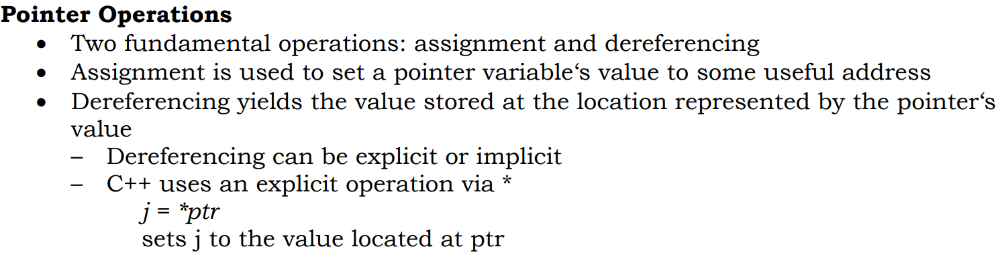 Pointer Operations
• Two fundamental operations: assignment and dereferencing
• Assignment is used to set a pointer variable‘s value to some useful address
• Dereferencing yields the value stored at the location represented by the pointer‘s
value
– Dereferencing can be explicit or implicit
– C++ uses an explicit operation via *
j = *ptr
sets j to the value located at ptr